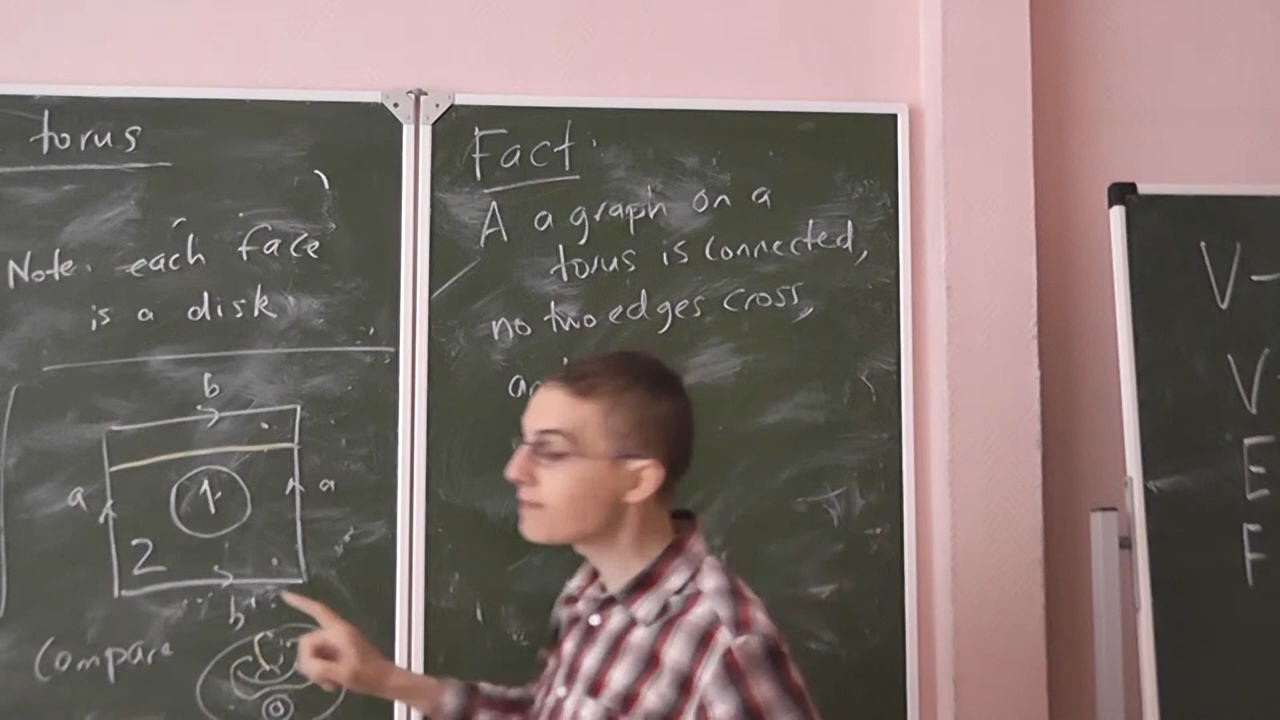 torus
Note: each face
is a disk
b
a
1
a
2
b
Compare
Fact:
A a graph on a
torus is connected,
no two edges cross,
V -
V
E
F